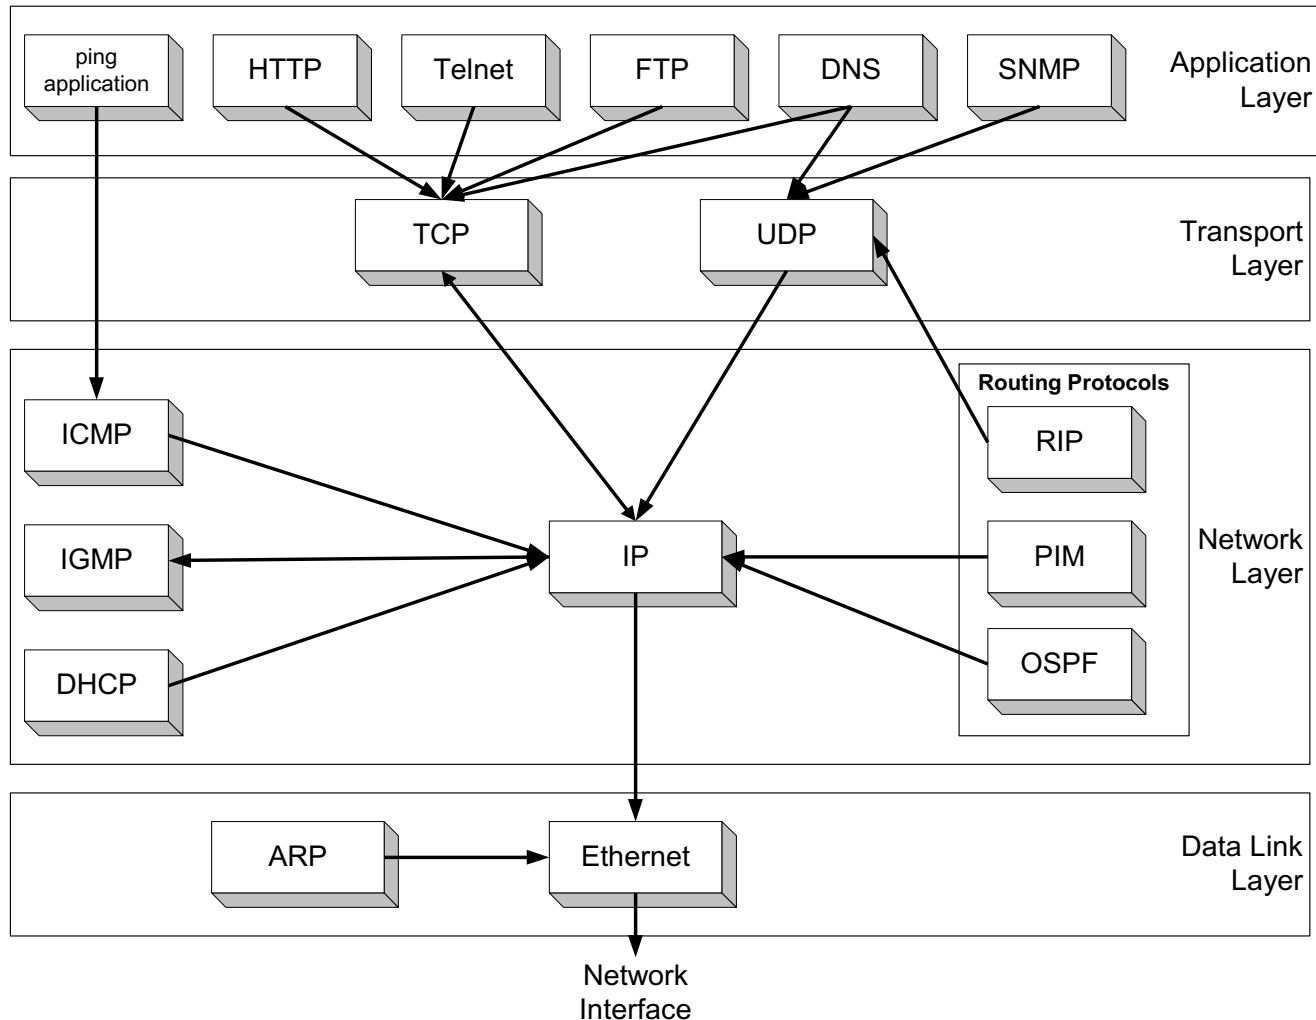 ping
application
HTTP
Telnet
FTP
DNS
SNMP
Application
Layer
TCP
UDP
Transport
Layer
Routing Protocols
ICMP
RIP
IGMP
IP
PIM
Network
Layer
DHCP
OSPF
ARP
Ethernet
Data Link
Layer
Network
Interface